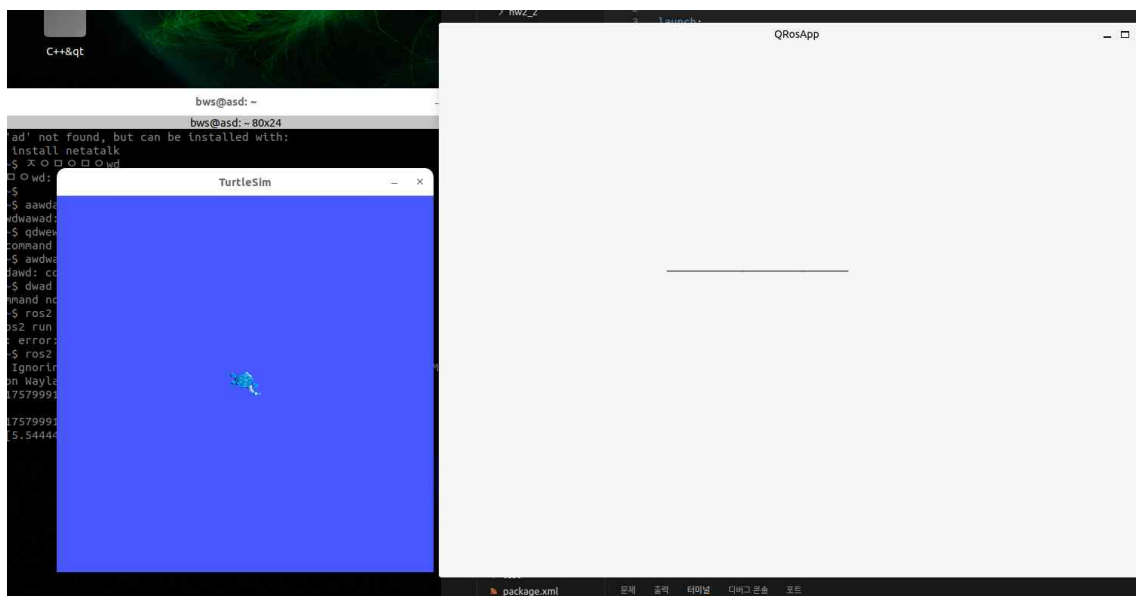 C++&qt
bws@asd: ~
bws@asd: ~ 80x24
'ad' not found, but can be installed with:
install netatalk
~$ ㅈㅇㅁㅇㅁㅇwd
ㅁㅇwd:
~$
~$ aawda
wdwawad:
~$ qdwew
command
~$ awdwa
dawd: co
~$ dwad
mmand no
~$ ros2
os2 run
: error:
~$ ros2
Ignorin
on Wayla
17579991
17579991
[5.54444
TurtleSim
hw2_2
3 launch:
QRosApp
package.xml
문제 출력 터미널 디버그 콘솔 포트